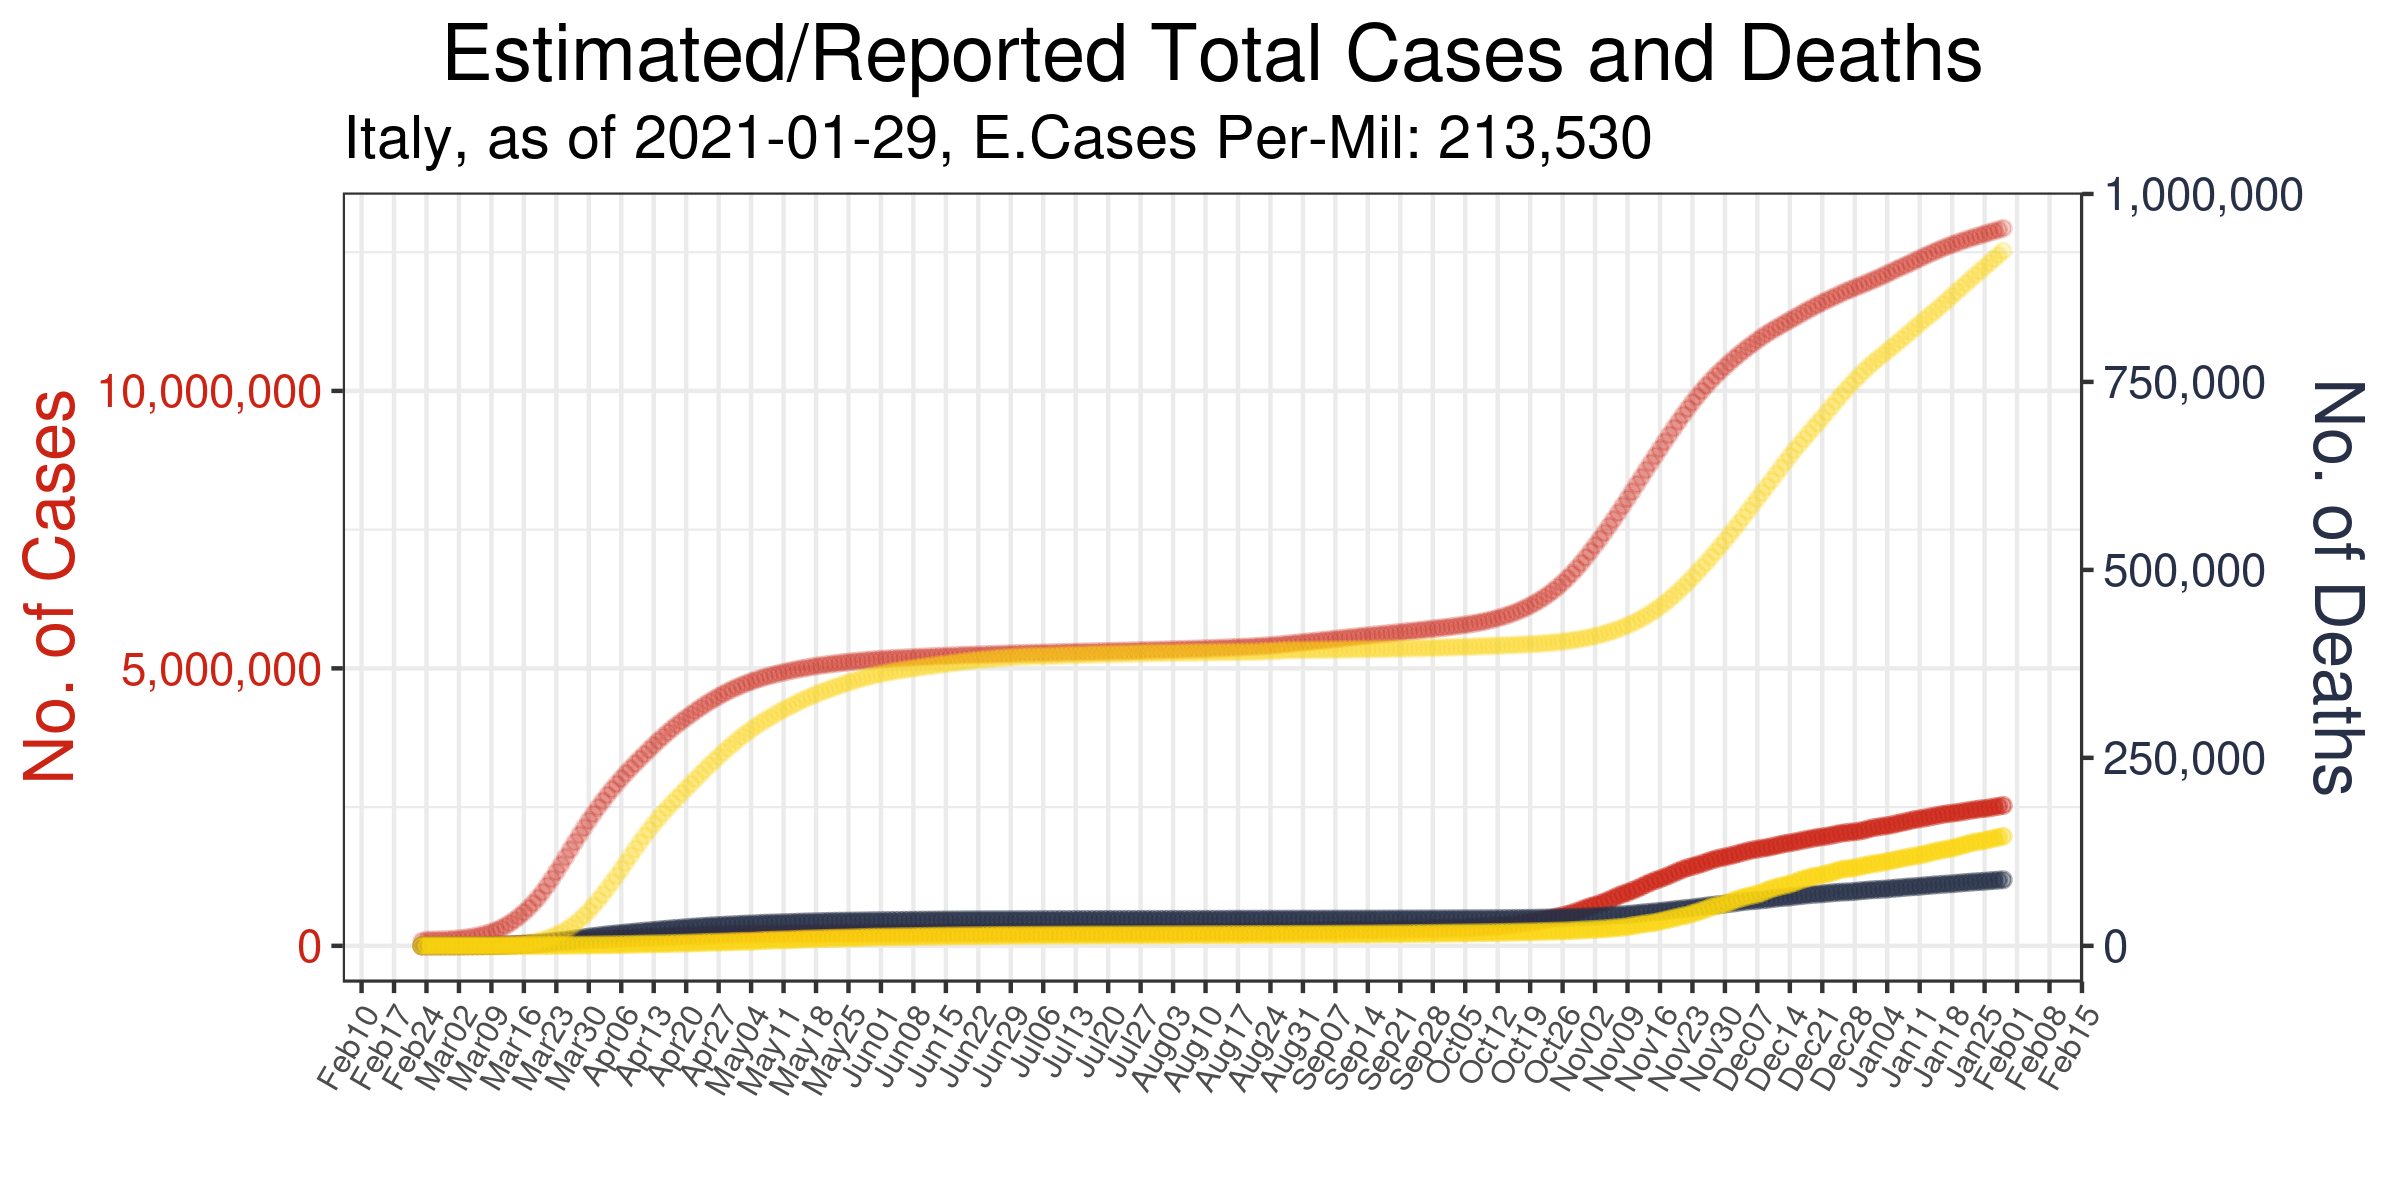 Estimated/Reported Total Cases and Deaths
Italy, as of 2021-01-29, E.Cases Per-Mil: 213,530
No. of Cases
10,000,000
5,000,000
0
1,000,000
750,000
500,000
250,000
0
No. of Deaths
Feb10
Feb17
Feb24
Mar02
Mar09
Mar16
Mar23
Mar30
Apr06
Apr13
Apr20
Apr27
May04
May11
May18
May25
Jun01
Jun08
Jun15
Jun22
Jun29
Jul06
Jul13
Jul20
Jul27
Aug03
Aug10
Aug17
Aug24
Aug31
Sep07
Sep14
Sep21
Sep28
Oct05
Oct12
Oct19
Oct26
Nov02
Nov09
Nov16
Nov23
Nov30
Dec07
Dec14
Dec21
Dec28
Jan04
Jan11
Jan18
Jan25
Feb01
Feb08
Feb15